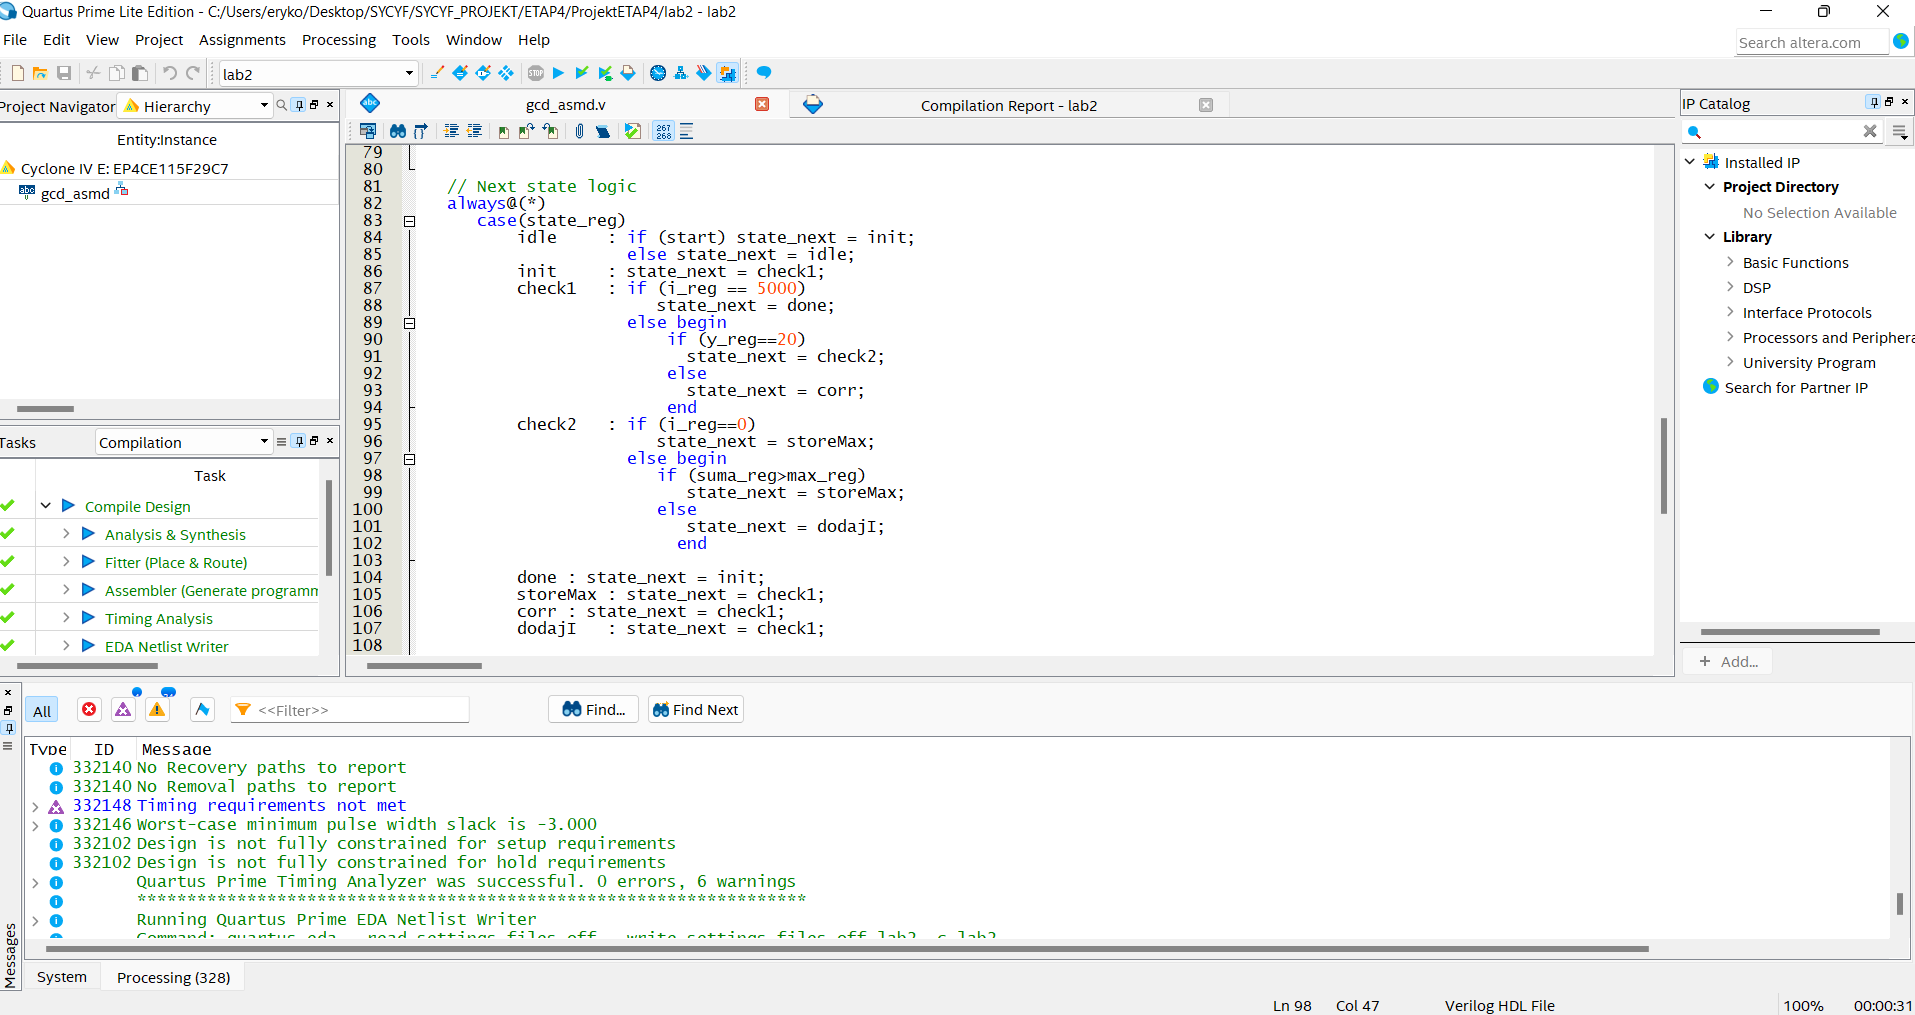 Quartus Prime Lite Edition - C:/Users/eryko/Desktop/SYCYF/SYCYF_PROJEKT/ETAP4/ProjektETAP4/lab2 - lab2
File Edit View Project Assignments Processing Tools Window Help
Search altera.com
lab2
Project Navigator Hierarchy
Entity:Instance
Cyclone IV E: EP4CE115F29C7
gcd_asmd
Tasks Compilation
Task
Compile Design
Analysis & Synthesis
Fitter (Place & Route)
Assembler (Generate programm
Timing Analysis
EDA Netlist Writer
gcd_asmd.v
Compilation Report - lab2
267
268
79
80
81 // Next state logic
82 always@(*)
83 case(state_reg)
84 idle : if (start) state_next = init;
85 else state_next = idle;
86 init : state_next = check1;
87 check1 : if (i_reg == 5000)
88 state_next = done;
89 else begin
90 if (y_reg==20)
91 state_next = check2;
92 else
93 state_next = corr;
94 end
95 check2 : if (i_reg==0)
96 state_next = storeMax;
97 else begin
98 if (suma_reg>max_reg)
99 state_next = storeMax;
100 else
101 state_next = dodajI;
102 end
103
104 done : state_next = init;
105 storeMax : state_next = check1;
106 corr : state_next = check1;
107 dodajI : state_next = check1;
108
IP Catalog
Installed IP
Project Directory
No Selection Available
Library
Basic Functions
DSP
Interface Protocols
Processors and Periphera
University Program
Search for Partner IP
+ Add...
All
<<Filter>>
Find...
Find Next
Type ID Message
332140 No Recovery paths to report
332140 No Removal paths to report
332148 Timing requirements not met
332146 Worst-case minimum pulse width slack is -3.000
332102 Design is not fully constrained for setup requirements
332102 Design is not fully constrained for hold requirements
Quartus Prime Timing Analyzer was successful. 0 errors, 6 warnings
*******************************************************************
Running Quartus Prime EDA Netlist Writer
Command: quartus_eda --read_settings_files=off --write_settings_files=off lab2 -c lab2
Messages
System Processing (328)
Ln 98 Col 47 Verilog HDL File 100% 00:00:31